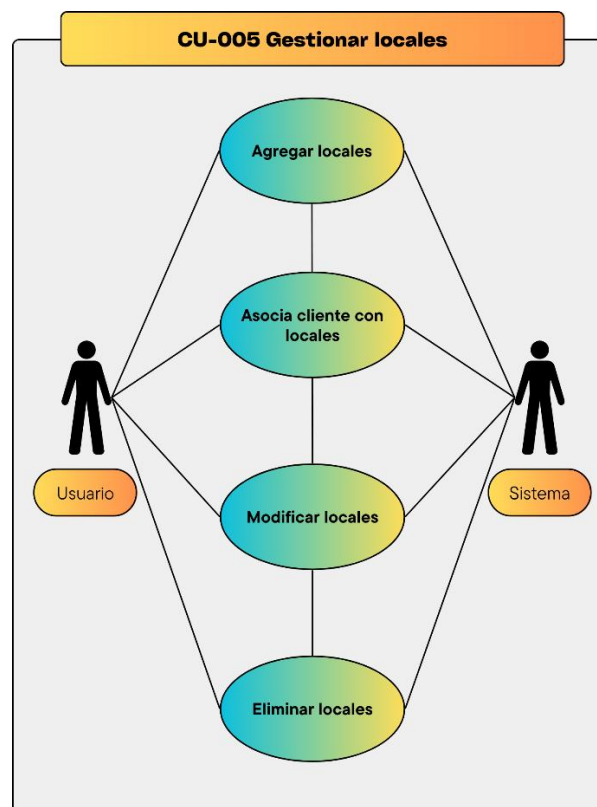 CU-005 Gestionar locales
Agregar locales
Asocia cliente con
locales
Usuario
Sistema
Modificar locales
Eliminar locales